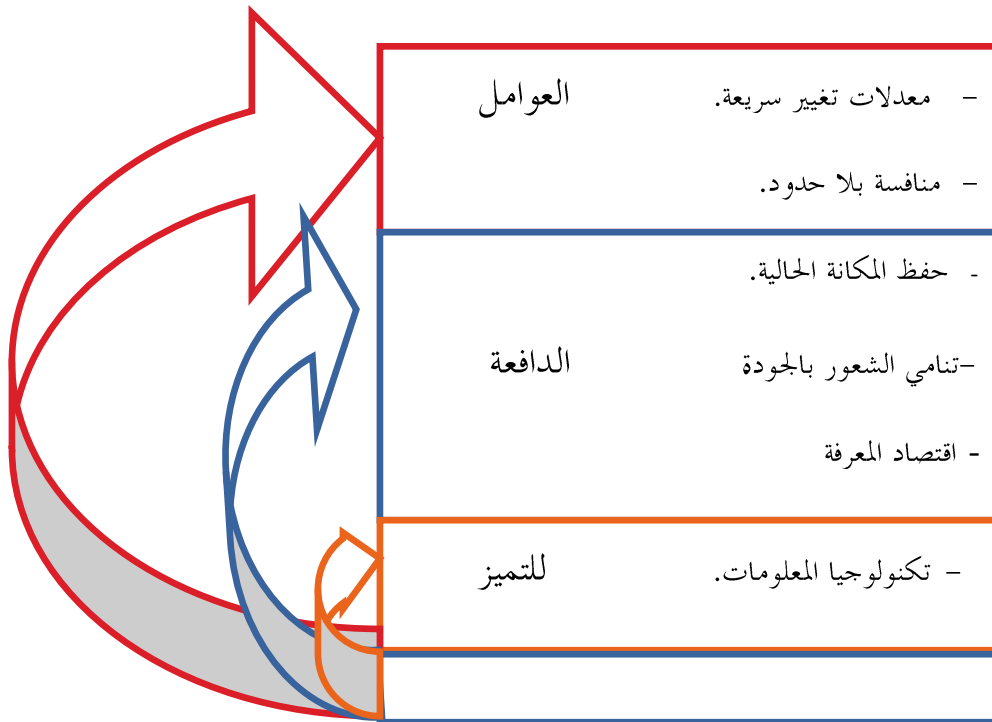 – معدلات تغيير سريعة. العوامل
– منافسة بلا حدود.
- حفظ المكانة الحالية.
–تنامي الشعور بالجودة الدافعة
- اقتصاد المعرفة
– تكنولوجيا المعلومات. للتميز